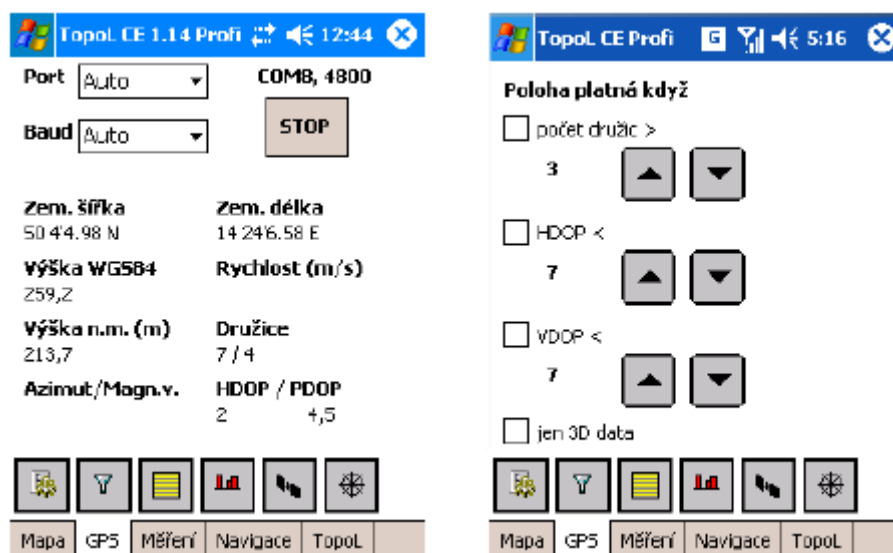 TopoL CE 1.14 Profi 12:44
Port Auto COM8, 4800
Baud Auto STOP
Zem. šířka Zem. délka
50 4'4.98 N 14 24'6.58 E
Výška WGS84 Rychlost (m/s)
259,2
Výška n.m. (m) Družice
213,7 7 / 4
Azimut/Magn.v. HDOP / PDOP
2 4,5
Mapa GPS Měření Navigace TopoL
TopoL CE Profi G 5:16
Poloha platná když
počet družic >
3
HDOP <
7
VDOP <
7
jen 3D data
Mapa GPS Měření Navigace TopoL